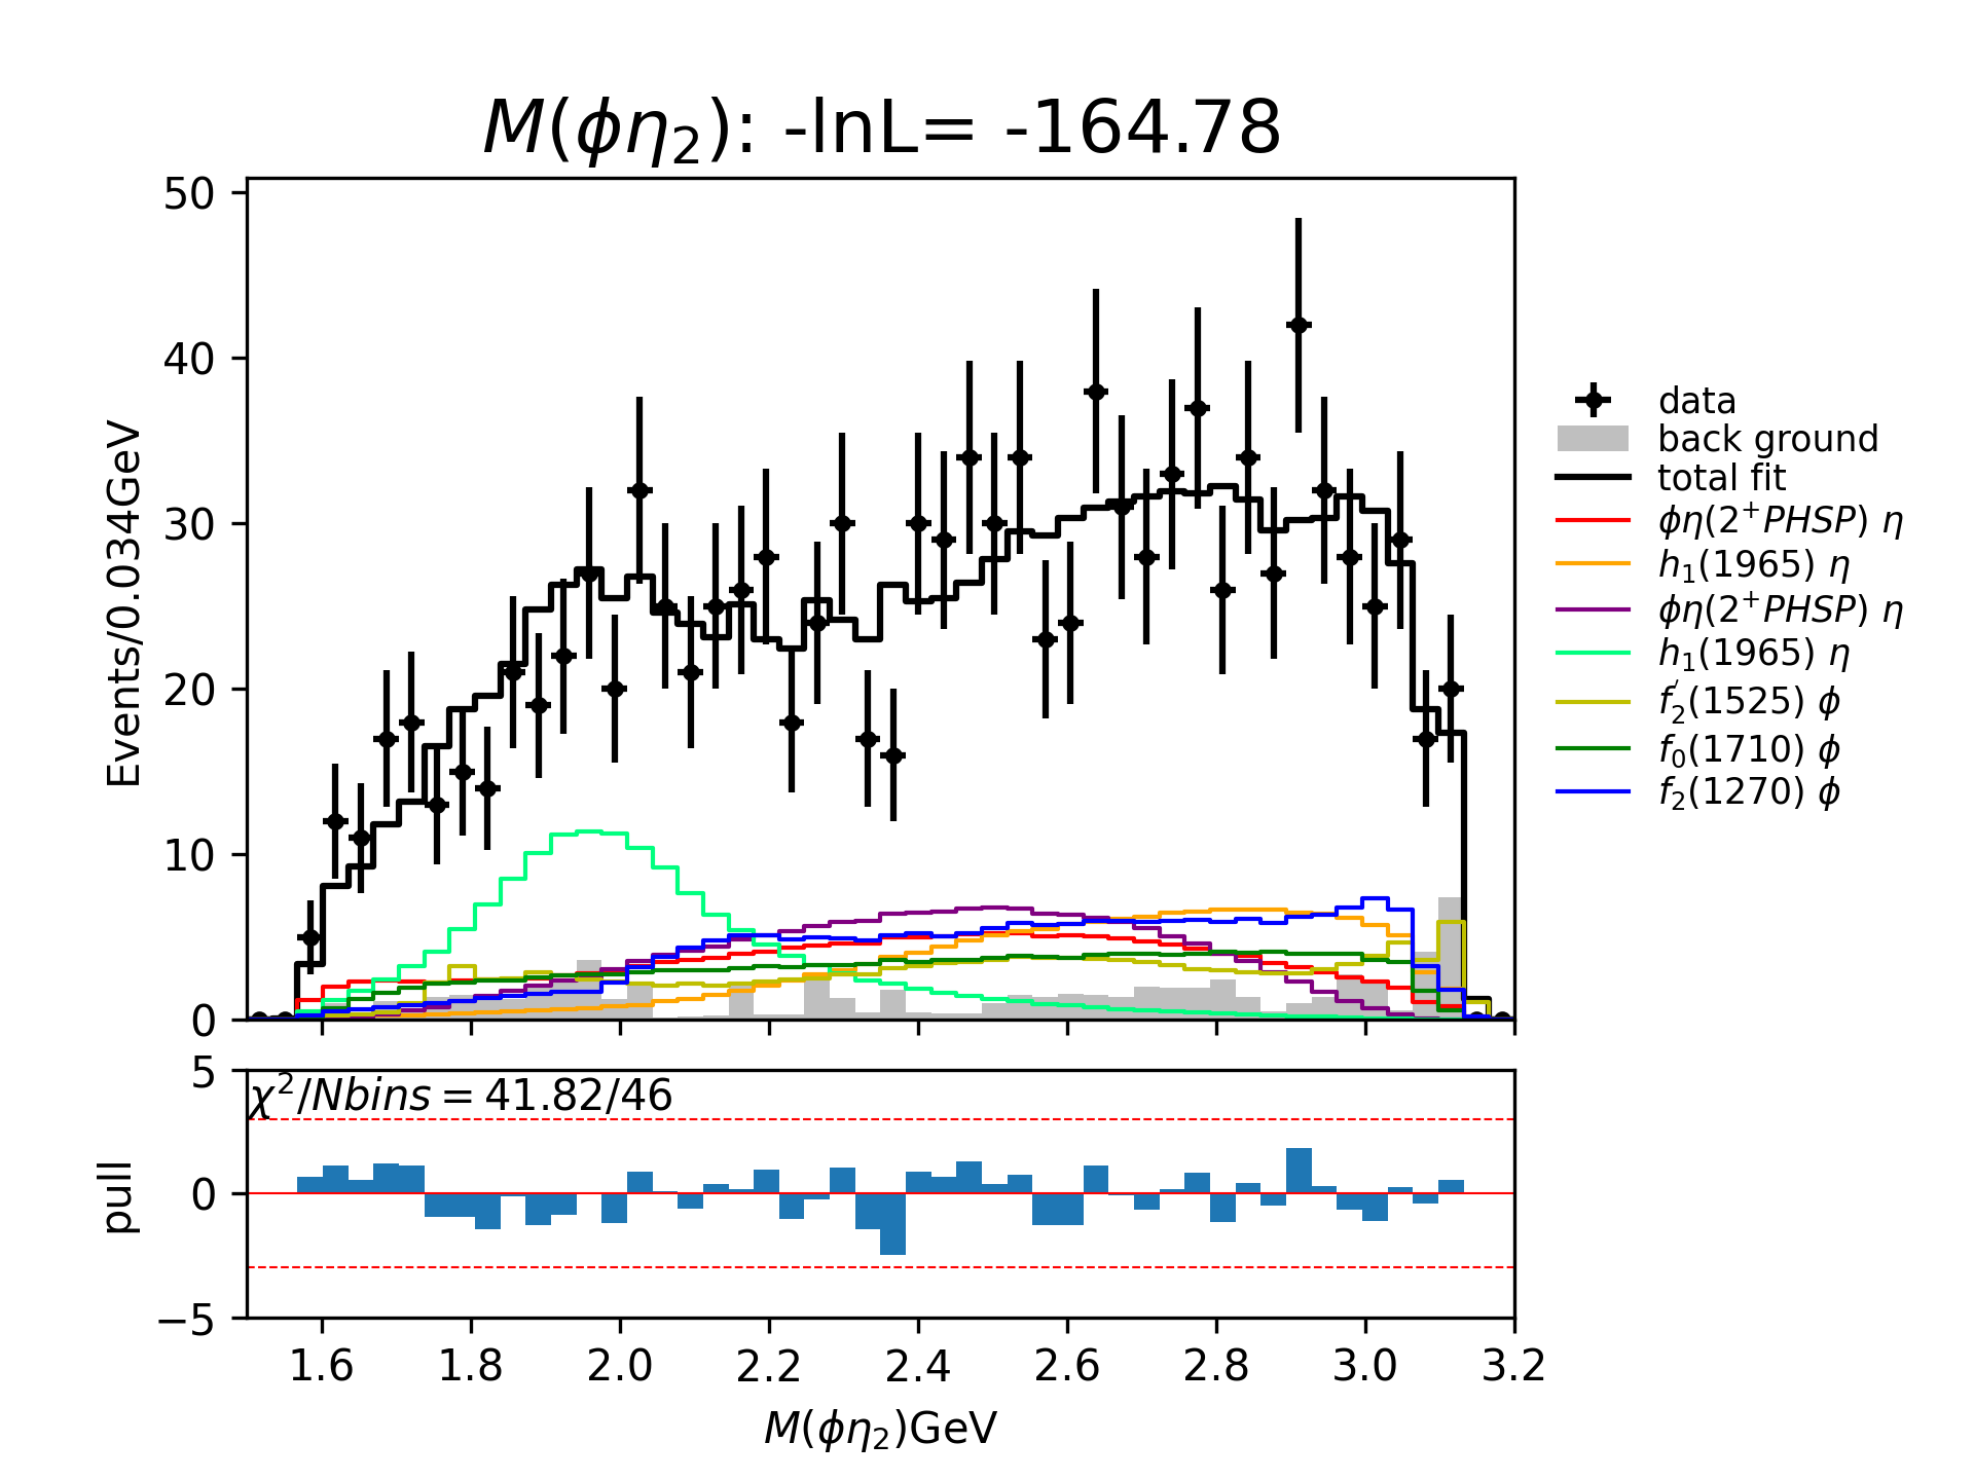 M(ϕη₂): -lnL= -164.78
50
40
30
20
10
0
Events/0.034GeV
data
back ground
total fit
ϕη(2⁺PHSP) η
h₁(1965) η
ϕη(2⁺PHSP) η
h₁(1965) η
f₂′(1525) ϕ
f₀(1710) ϕ
f₂(1270) ϕ
χ²/Nbins = 41.82/46
5
0
−5
pull
1.6 1.8 2.0 2.2 2.4 2.6 2.8 3.0 3.2
M(ϕη₂)GeV